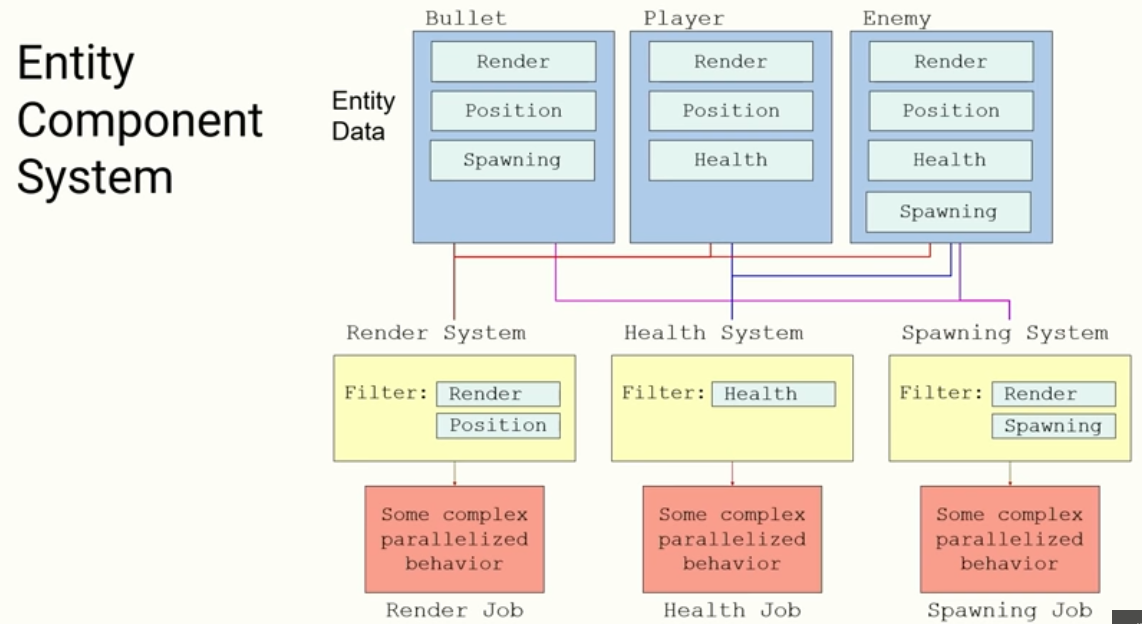 Entity
Component
System
Entity
Data
Bullet
Render
Position
Spawning
Player
Render
Position
Health
Enemy
Render
Position
Health
Spawning
Render System
Filter: Render
Position
Some complex
parallelized
behavior
Render Job
Health System
Filter: Health
Some complex
parallelized
behavior
Health Job
Spawning System
Filter: Render
Spawning
Some complex
parallelized
behavior
Spawning Job